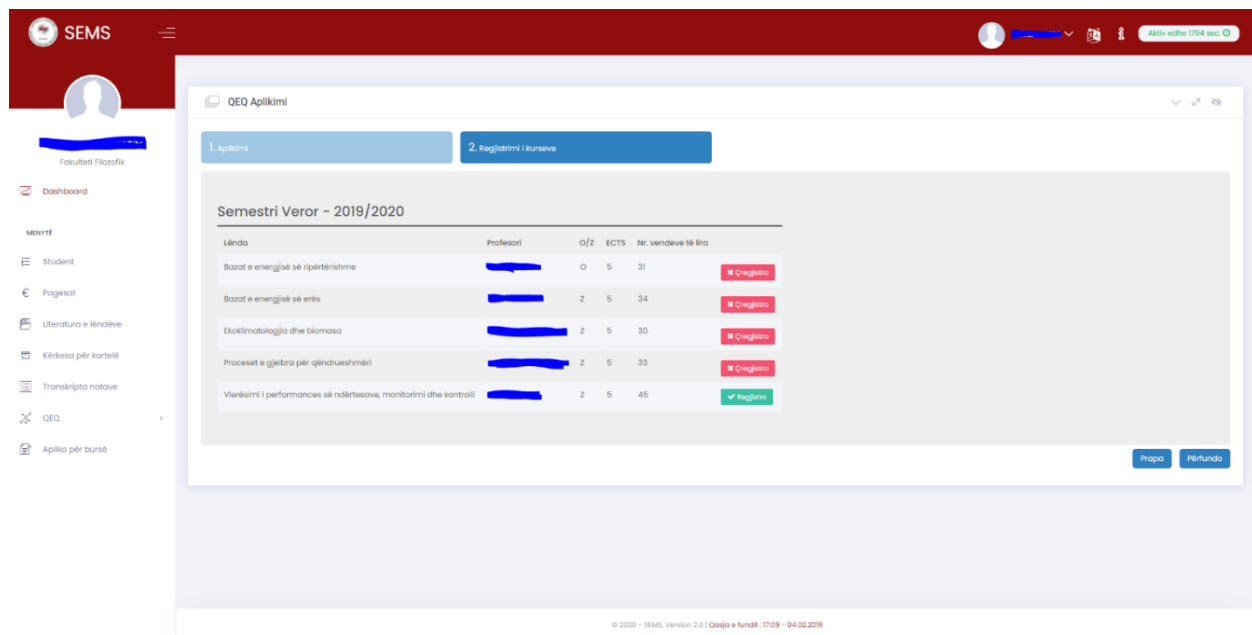 SEMS
Aktiv edhe 1794 sec.
Fakulteti Filozofik
Dashboard
MENYTË
Student
Pagesat
Literatura e lëndëve
Kërkesa për kartelë
Transkripta notave
QEQ
Apliko për bursë
QEQ Aplikimi
1. Aplikimi
2. Regjistrimi i kurseve
Semestri Veror - 2019/2020
Lënda Profesori O/Z ECTS Nr. vendeve të lira
Bazat e energjisë së ripërtërishme O 5 31 Çregjistro
Bazat e energjisë së erës Z 5 34 Çregjistro
Ekoklimatologjia dhe biomasa Z 5 30 Çregjistro
Proceset e gjelbra për qëndrueshmëri Z 5 33 Çregjistro
Vlerësimi i performances së ndërtesave, monitorimi dhe kontrolli Z 5 45 Regjistro
Prapa Përfundo
© 2020 - SEMS, Version 2.0 | Qasja e fundit : 17:09 - 04.02.2019